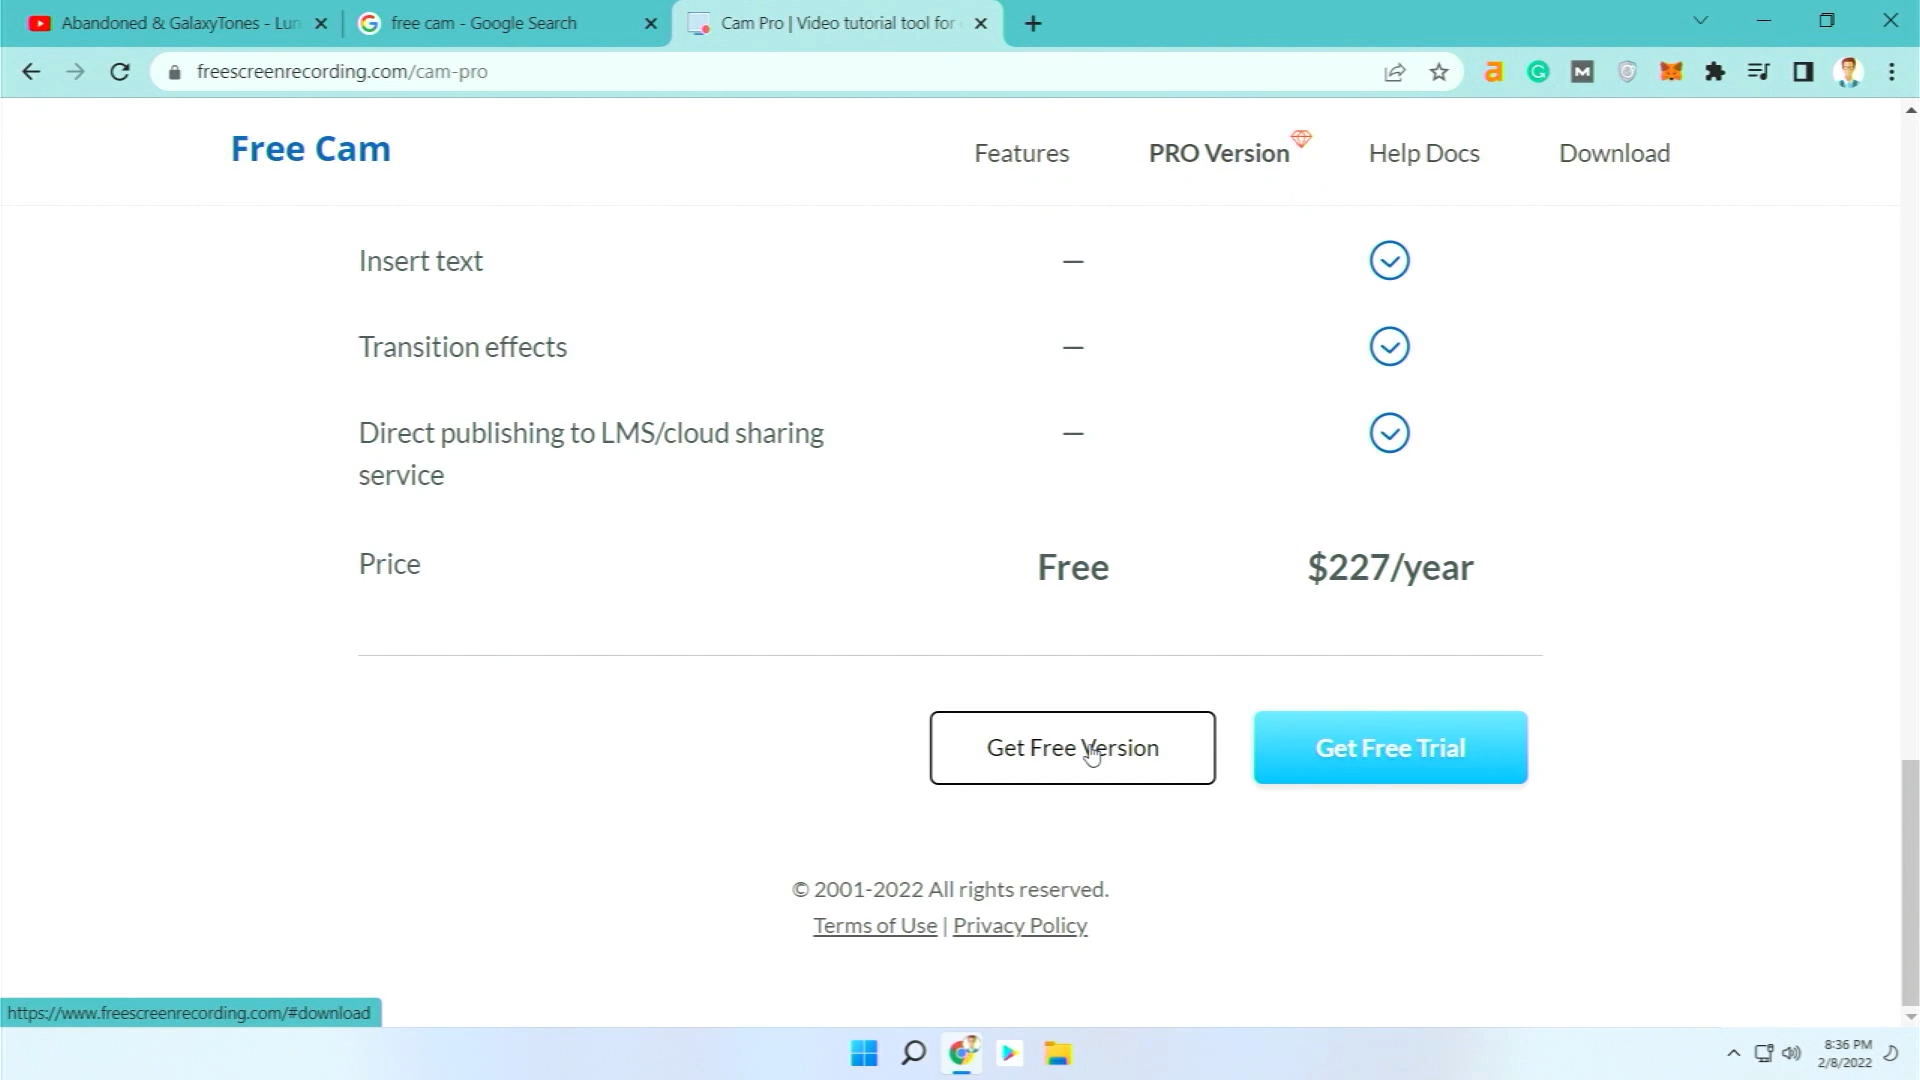 Abandoned & GalaxyTones - Lun
free cam - Google Search
Cam Pro | Video tutorial tool for
freescreenrecording.com/cam-pro
Free Cam
Features
PRO Version
Help Docs
Download
Insert text
Transition effects
Direct publishing to LMS/cloud sharing
service
Price
Free
$227/year
Get Free Version
Get Free Trial
© 2001-2022 All rights reserved.
Terms of Use | Privacy Policy
https://www.freescreenrecording.com/#download
8:36 PM
2/8/2022